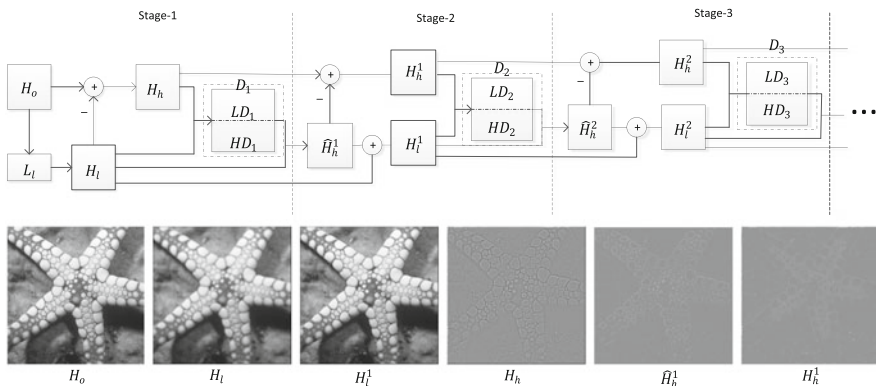 Stage-1
Stage-2
Stage-3
H_o
+
−
H_h
D_1
LD_1
HD_1
L_l
H_l
+
−
Ĥ_h^1
+
H_h^1
H_l^1
D_2
LD_2
HD_2
+
−
Ĥ_h^2
+
H_h^2
H_l^2
D_3
LD_3
HD_3
•••
H_o
H_l
H_l^1
H_h
Ĥ_h^1
H_h^1